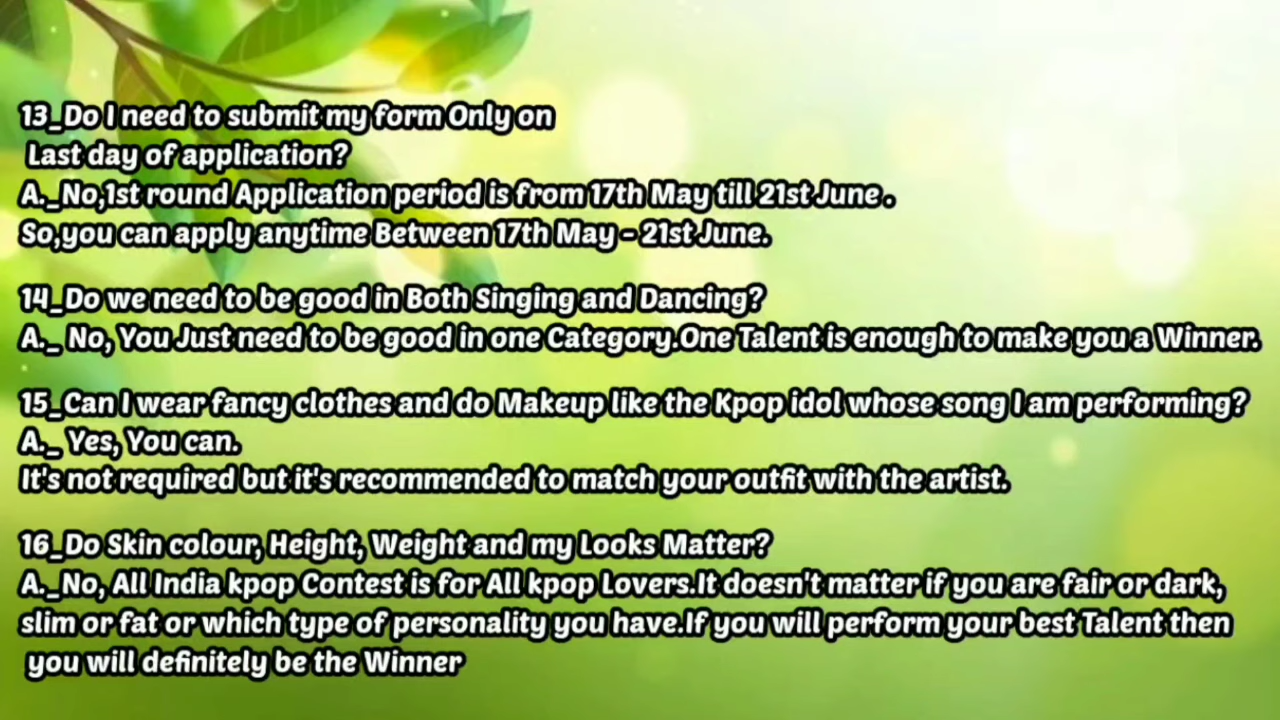 13_Do I need to submit my form Only on
Last day of application?
A._No,1st round Application period is from 17th May till 21st June .
So,you can apply anytime Between 17th May - 21st June.
14_Do we need to be good in Both Singing and Dancing?
A._ No, You Just need to be good in one Category.One Talent is enough to make you a Winner.
15_Can I wear fancy clothes and do Makeup like the Kpop idol whose song I am performing?
A._ Yes, You can.
It's not required but it's recommended to match your outfit with the artist.
16_Do Skin colour, Height, Weight and my Looks Matter?
A._No, All India kpop Contest is for All kpop Lovers.It doesn't matter if you are fair or dark,
slim or fat or which type of personality you have.If you will perform your best Talent then
you will definitely be the Winner